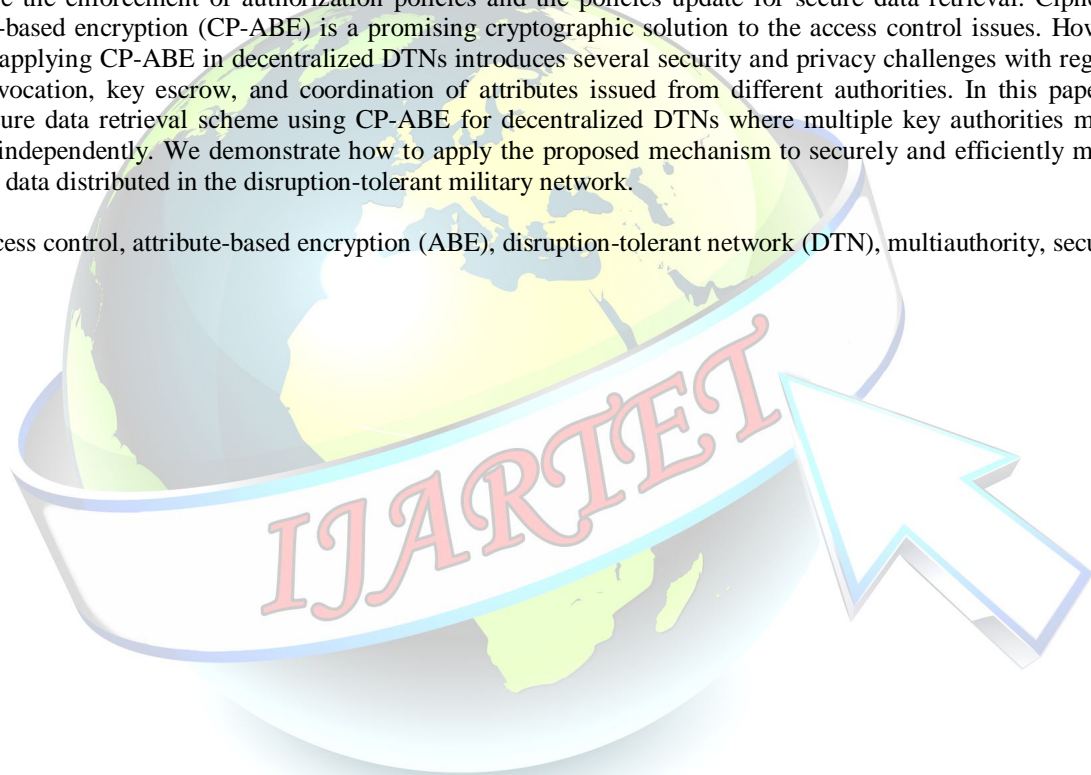 e the enforcement of authorization policies and the policies update for secure data retrieval. Ciphe
-based encryption (CP-ABE) is a promising cryptographic solution to the access control issues. How
applying CP-ABE in decentralized DTNs introduces several security and privacy challenges with reg
vocation, key escrow, and coordination of attributes issued from different authorities. In this pape
ure data retrieval scheme using CP-ABE for decentralized DTNs where multiple key authorities m
independently. We demonstrate how to apply the proposed mechanism to securely and efficiently m
data distributed in the disruption-tolerant military network.
cess control, attribute-based encryption (ABE), disruption-tolerant network (DTN), multiauthority, secu
IJARTET